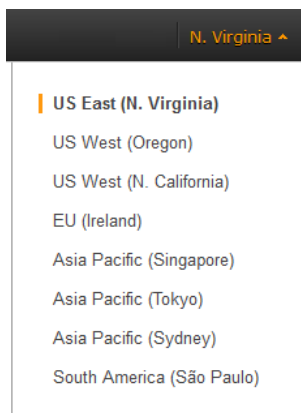 N. Virginia
US East (N. Virginia)
US West (Oregon)
US West (N. California)
EU (Ireland)
Asia Pacific (Singapore)
Asia Pacific (Tokyo)
Asia Pacific (Sydney)
South America (São Paulo)